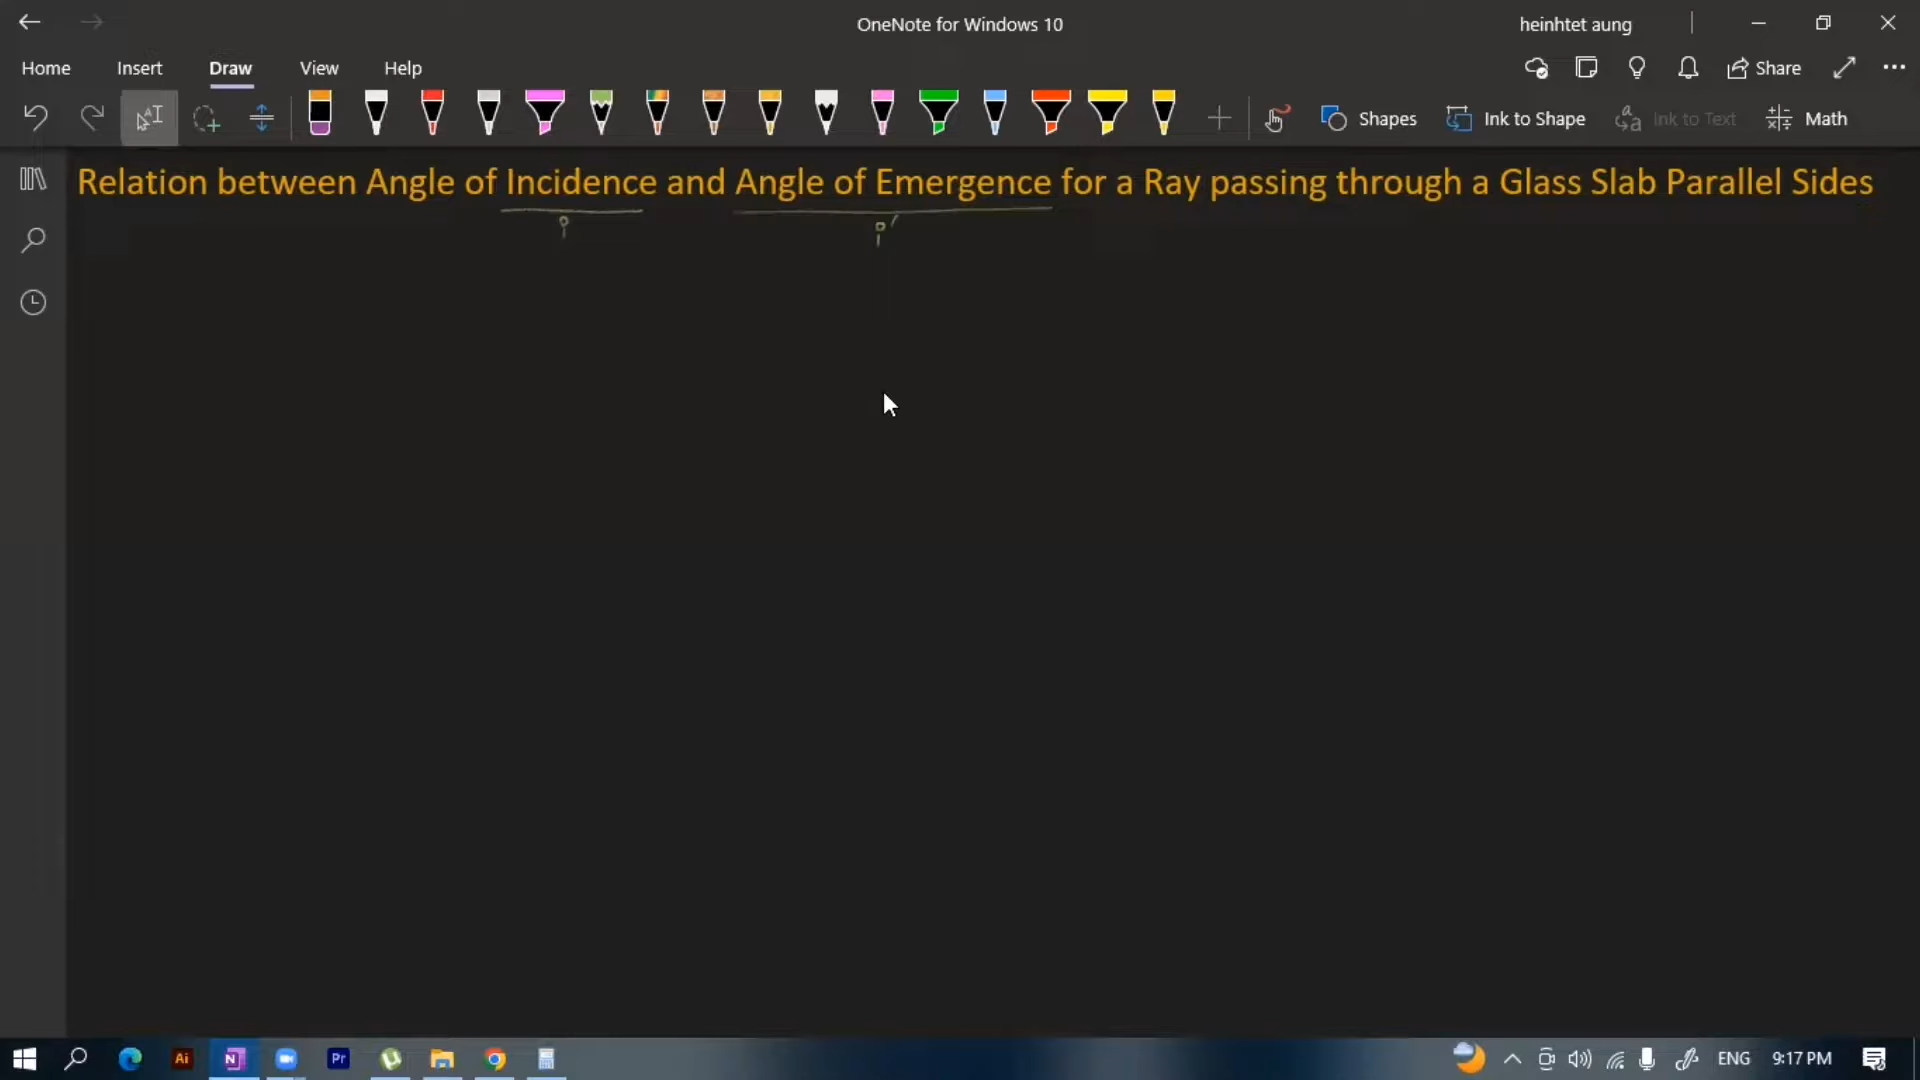 OneNote for Windows 10
heinhtet aung
Home Insert Draw View Help
Share
Shapes Ink to Shape Ink to Text Math
Relation between Angle of Incidence and Angle of Emergence for a Ray passing through a Glass Slab Parallel Sides
i i′
Ai N Pr ENG 9:17 PM